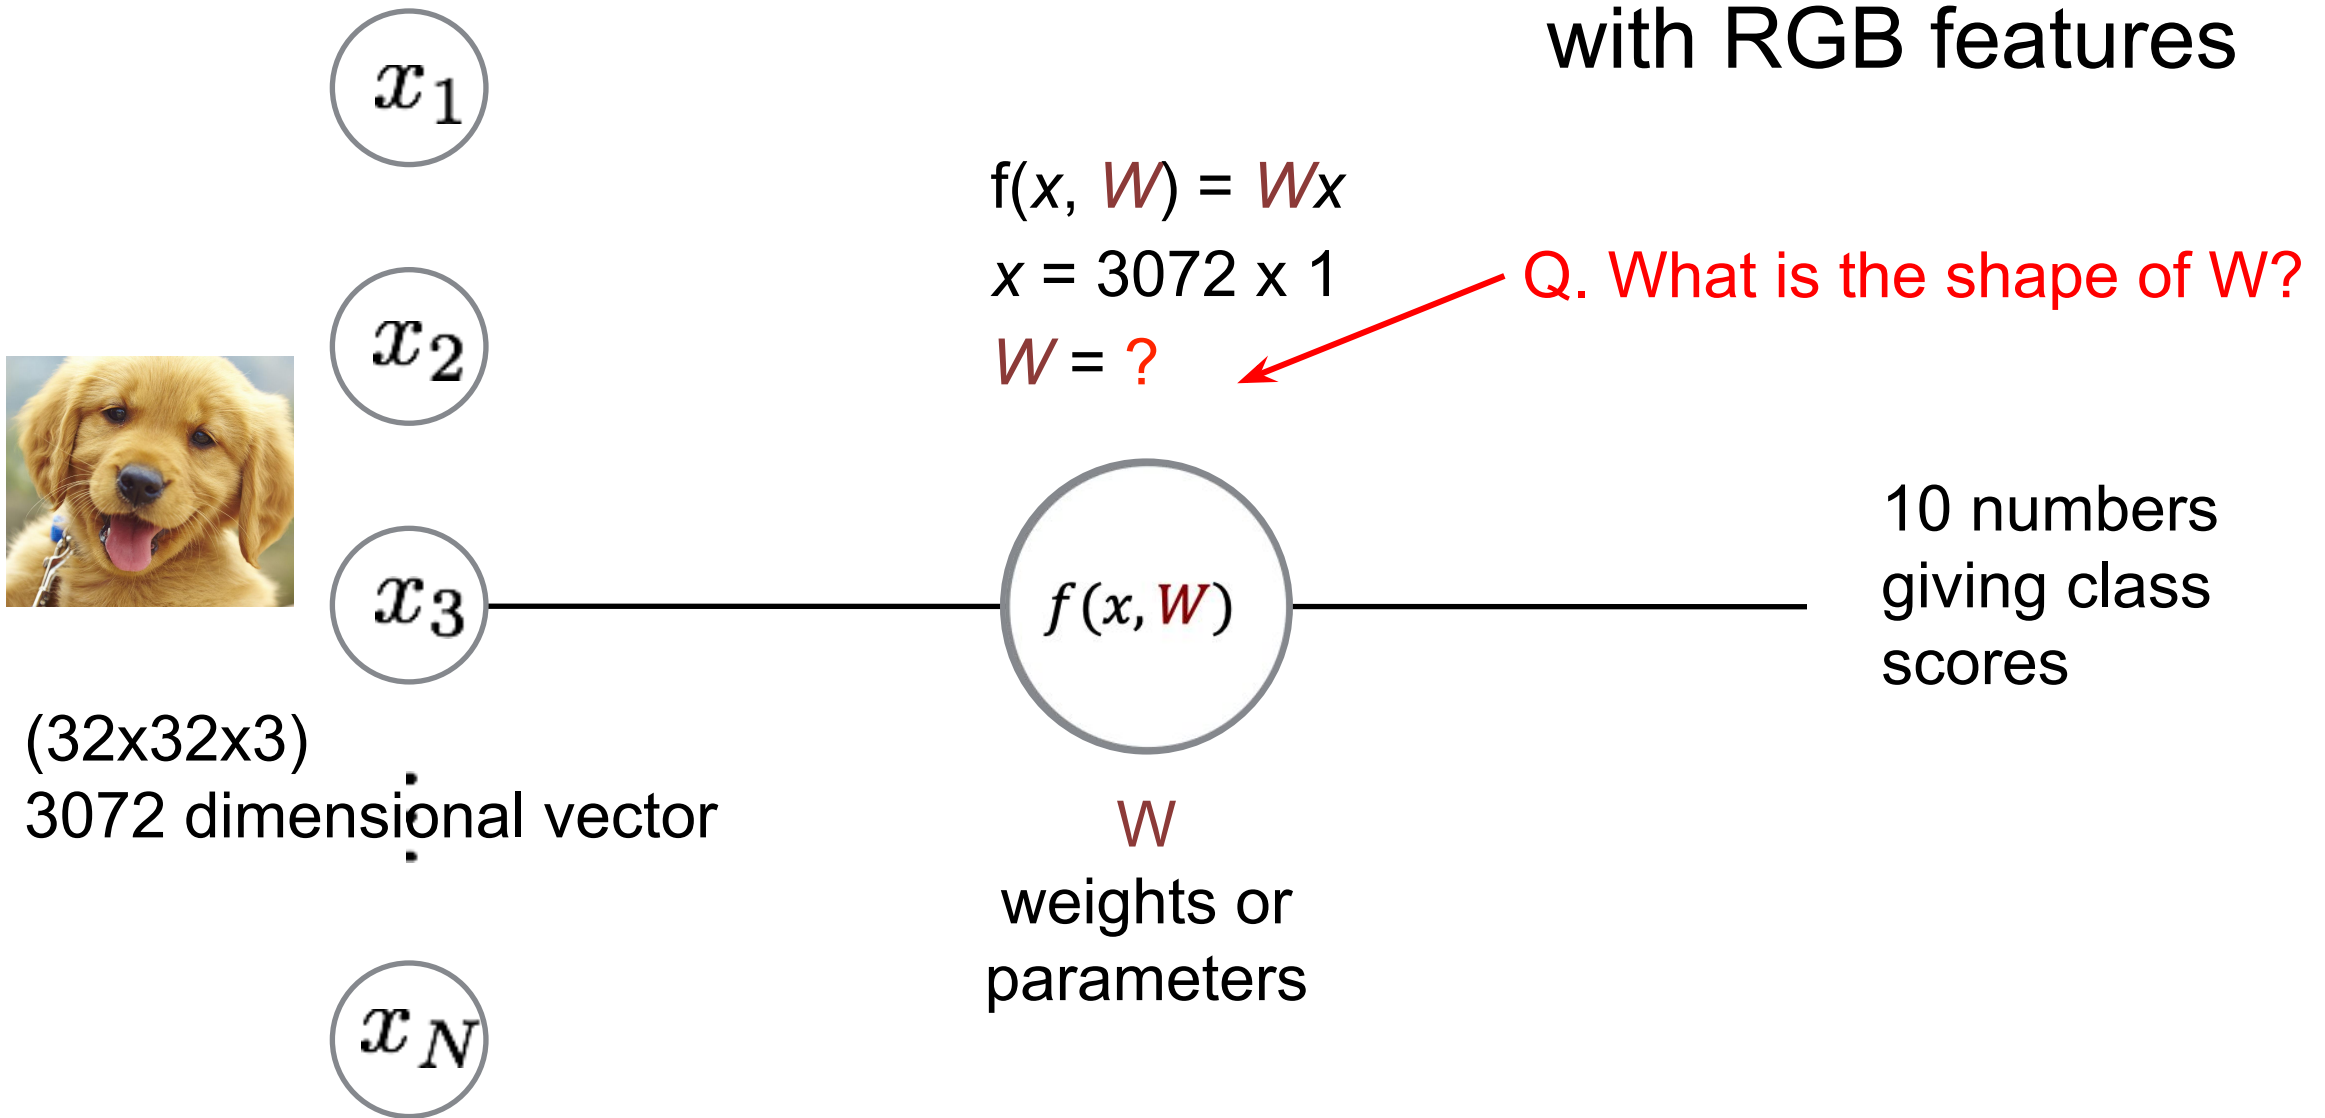 with RGB features
x1
f(x, W) = Wx
x = 3072 x 1
Q. What is the shape of W?
W = ?
x2
x3
f(x, W)
10 numbers
giving class
scores
(32x32x3)
3072 dimensional vector
W
weights or
parameters
xN